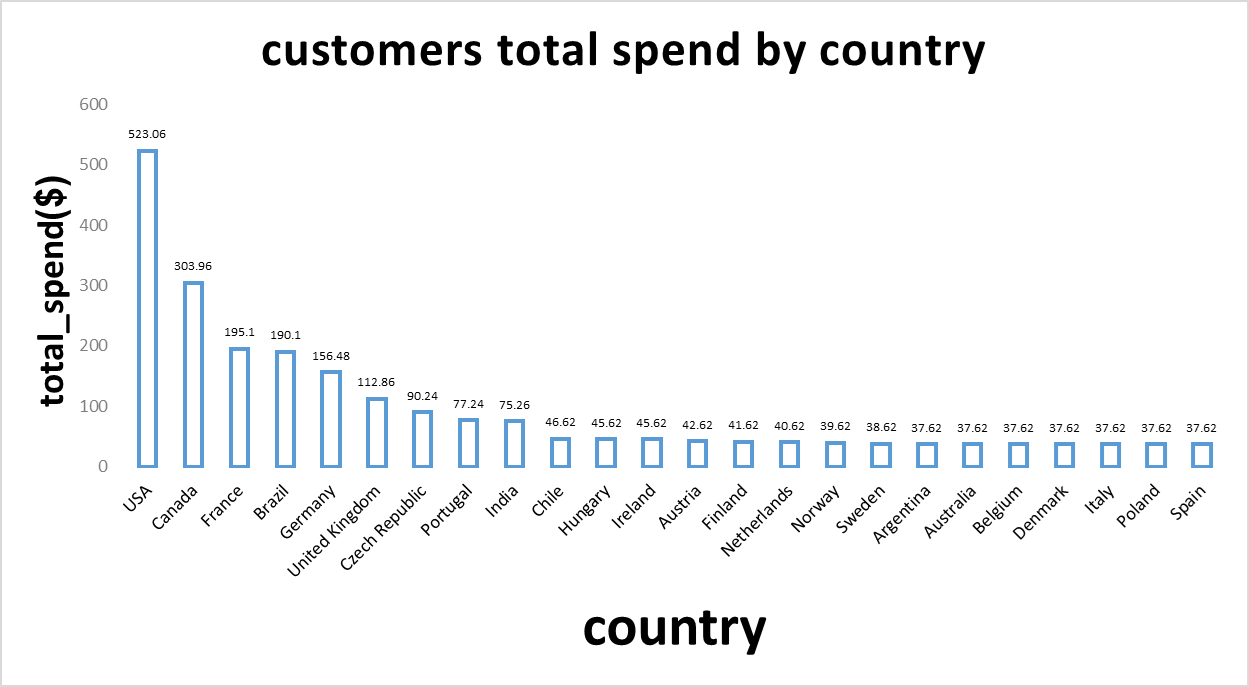 customers total spend by country
total_spend($)
600
500
400
300
200
100
0
523.06
303.96
195.1
190.1
156.48
112.86
90.24
77.24
75.26
46.62
45.62
45.62
42.62
41.62
40.62
39.62
38.62
37.62
37.62
37.62
37.62
37.62
37.62
37.62
USA
Canada
France
Brazil
Germany
United Kingdom
Czech Republic
Portugal
India
Chile
Hungary
Ireland
Austria
Finland
Netherlands
Norway
Sweden
Argentina
Australia
Belgium
Denmark
Italy
Poland
Spain
country